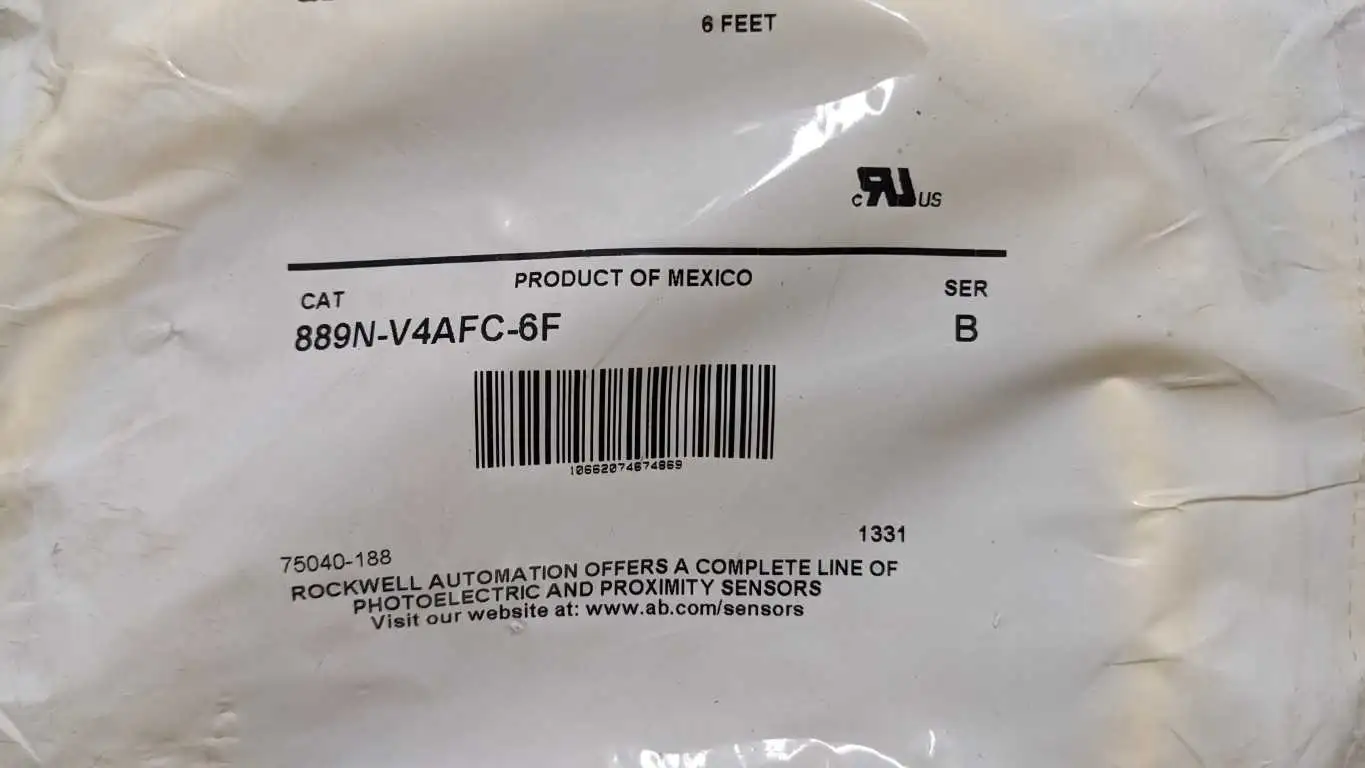 6 FEET
c RU US
PRODUCT OF MEXICO
CAT
SER
889N-V4AFC-6F
B
10662074674869
1331
75040-188
ROCKWELL AUTOMATION OFFERS A COMPLETE LINE OF
PHOTOELECTRIC AND PROXIMITY SENSORS
Visit our website at: www.ab.com/sensors